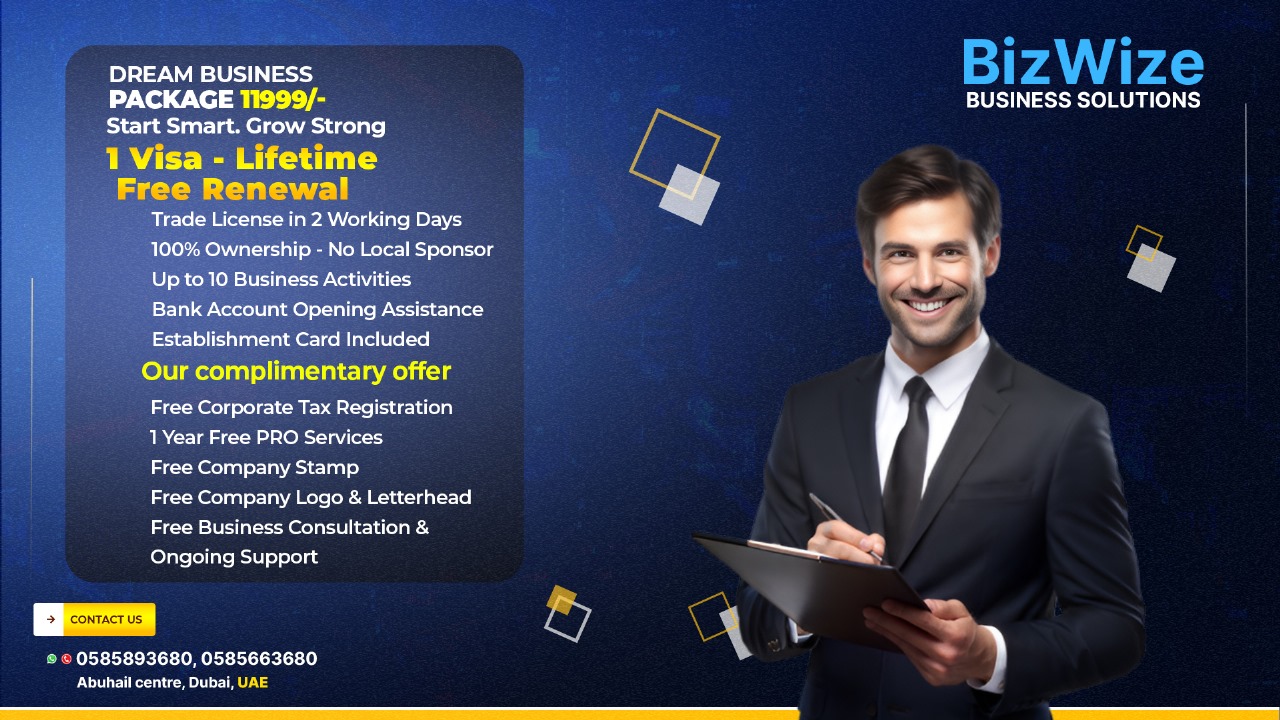 DREAM BUSINESS
PACKAGE 11999/-
Start Smart. Grow Strong
1 Visa - Lifetime
Free Renewal
Trade License in 2 Working Days
100% Ownership - No Local Sponsor
Up to 10 Business Activities
Bank Account Opening Assistance
Establishment Card Included
Our complimentary offer
Free Corporate Tax Registration
1 Year Free PRO Services
Free Company Stamp
Free Company Logo & Letterhead
Free Business Consultation &
Ongoing Support
CONTACT US
0585893680, 0585663680
Abuhail centre, Dubai, UAE
BizWize
BUSINESS SOLUTIONS